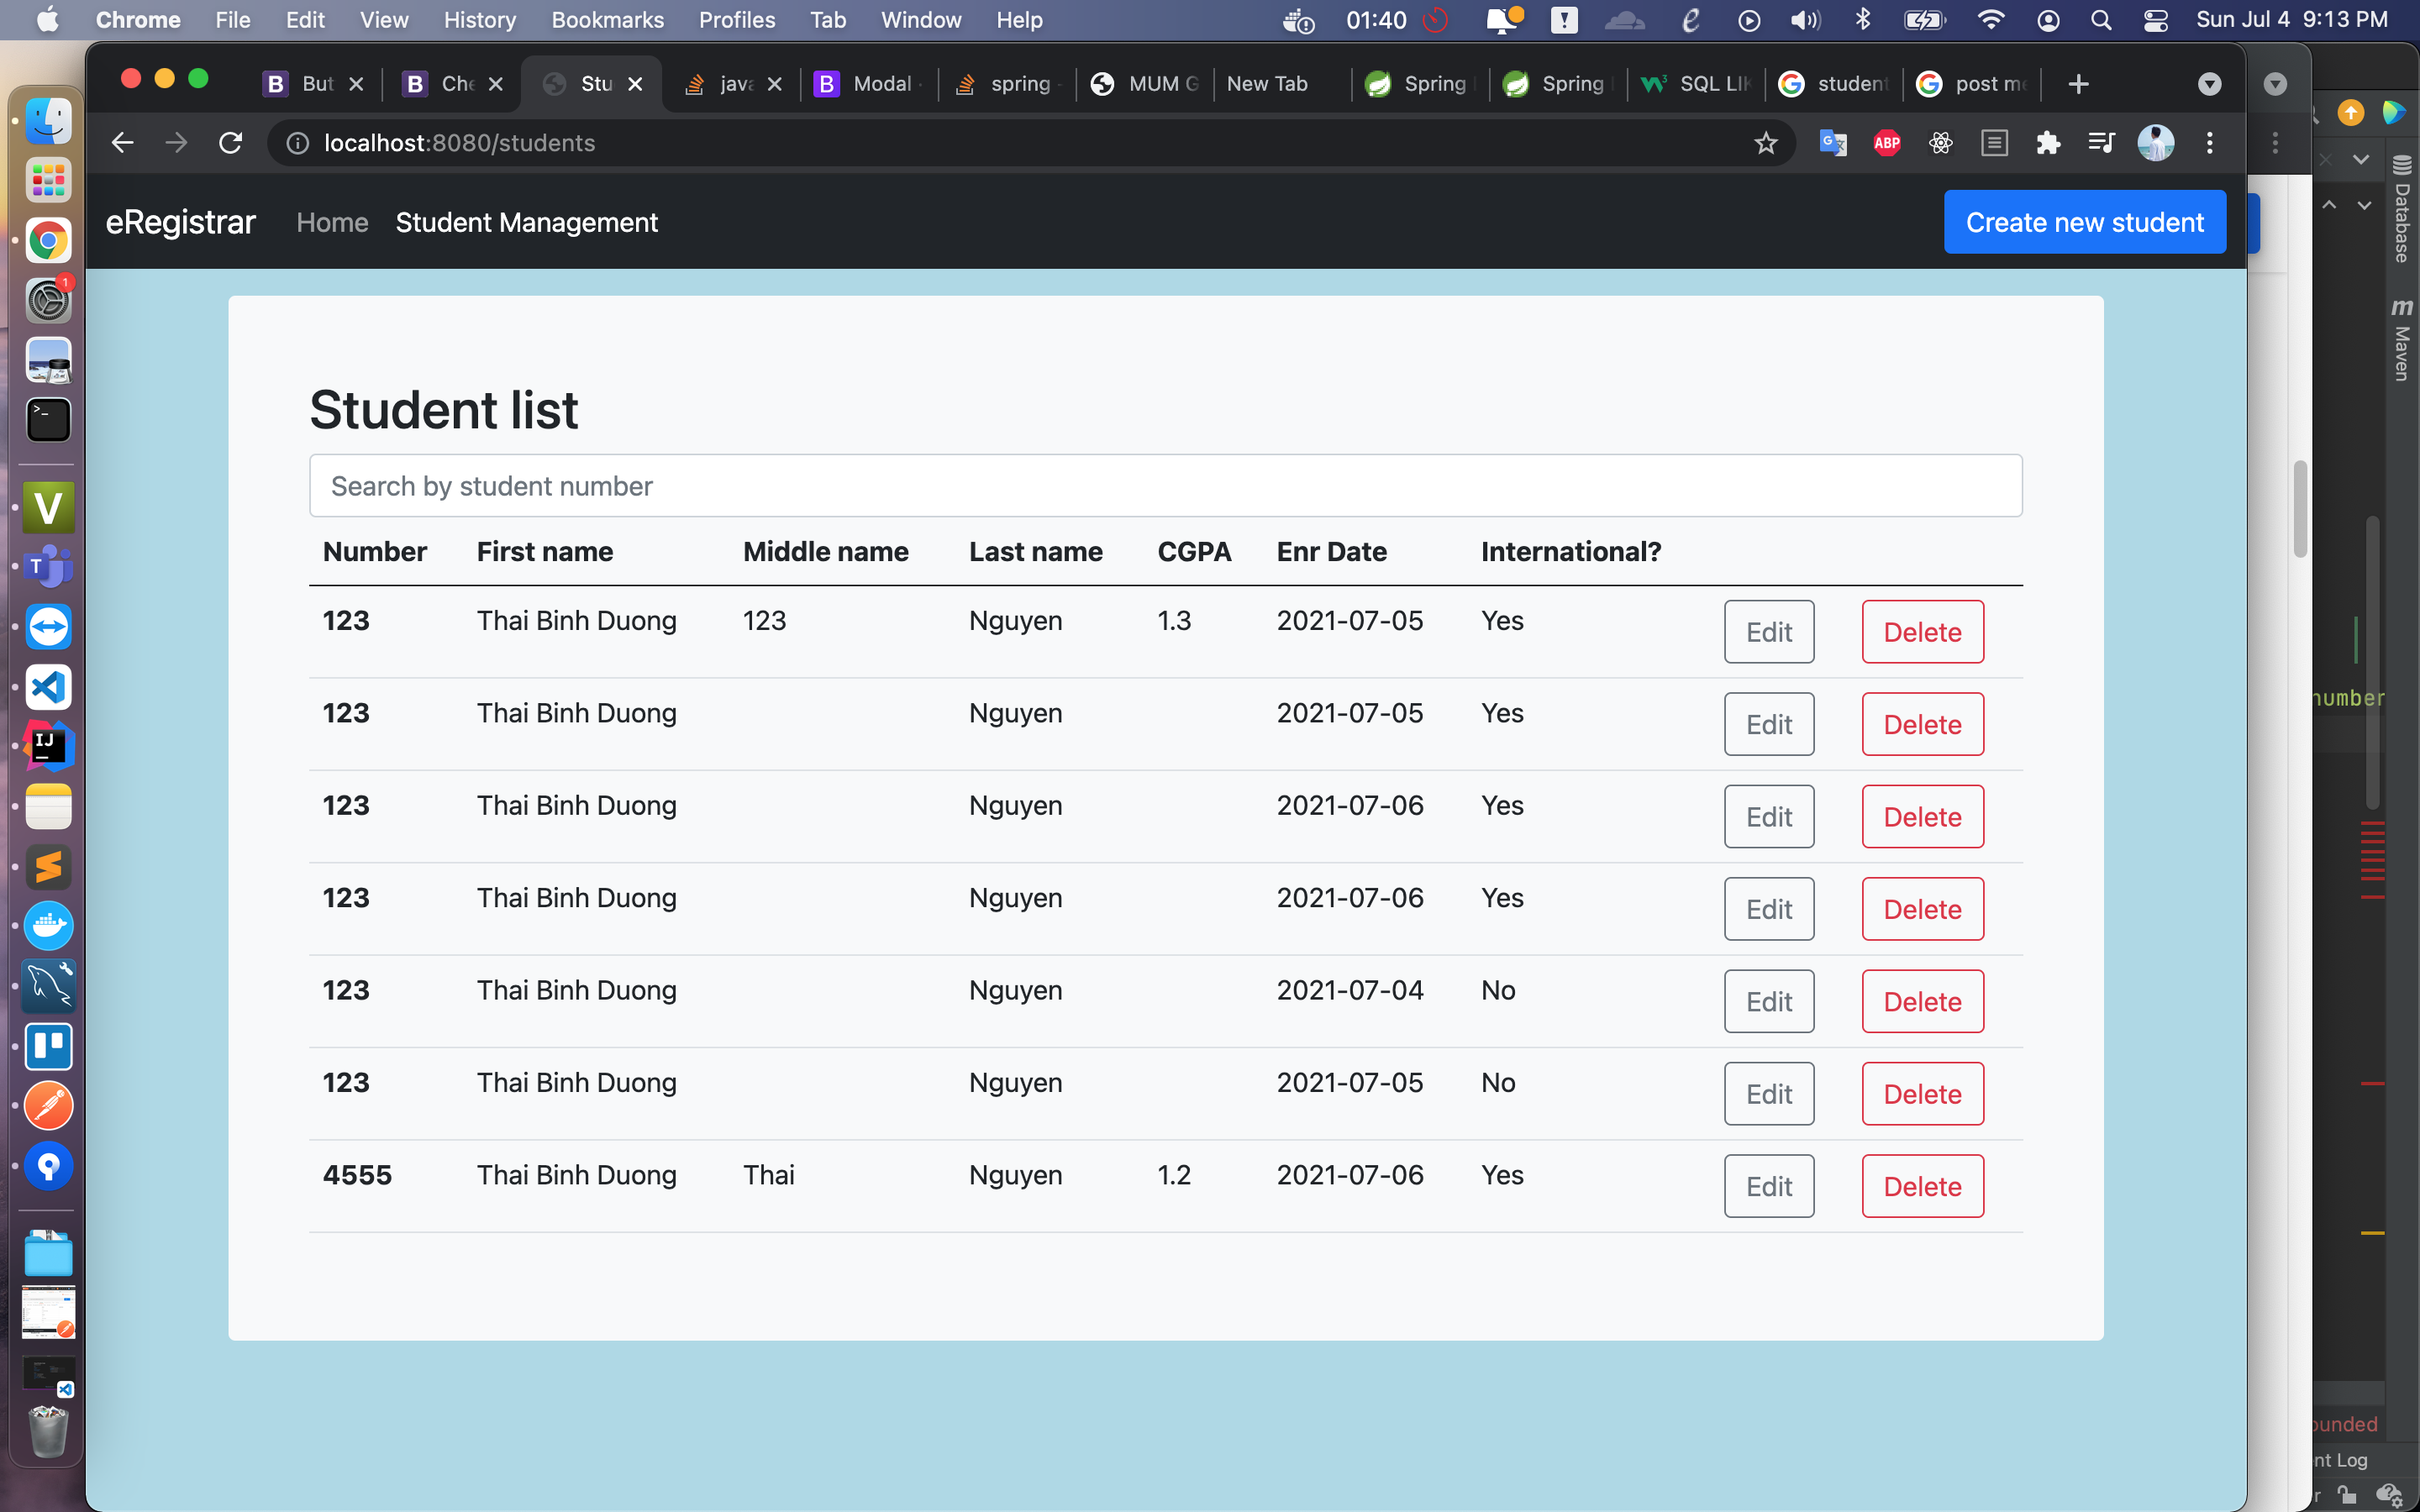 Chrome File Edit View History Bookmarks Profiles Tab Window Help 01:40 Sun Jul 4 9:13 PM
But Che Stu java Modal spring MUM G New Tab Spring Spring SQL LIK student post me
localhost:8080/students
ABP
eRegistrar Home Student Management Create new student
Student list
Search by student number
Number First name Middle name Last name CGPA Enr Date International?
123 Thai Binh Duong 123 Nguyen 1.3 2021-07-05 Yes Edit Delete
123 Thai Binh Duong Nguyen 2021-07-05 Yes Edit Delete
123 Thai Binh Duong Nguyen 2021-07-06 Yes Edit Delete
123 Thai Binh Duong Nguyen 2021-07-06 Yes Edit Delete
123 Thai Binh Duong Nguyen 2021-07-04 No Edit Delete
123 Thai Binh Duong Nguyen 2021-07-05 No Edit Delete
4555 Thai Binh Duong Thai Nguyen 1.2 2021-07-06 Yes Edit Delete
Database
Maven
number
ounded
nt Log